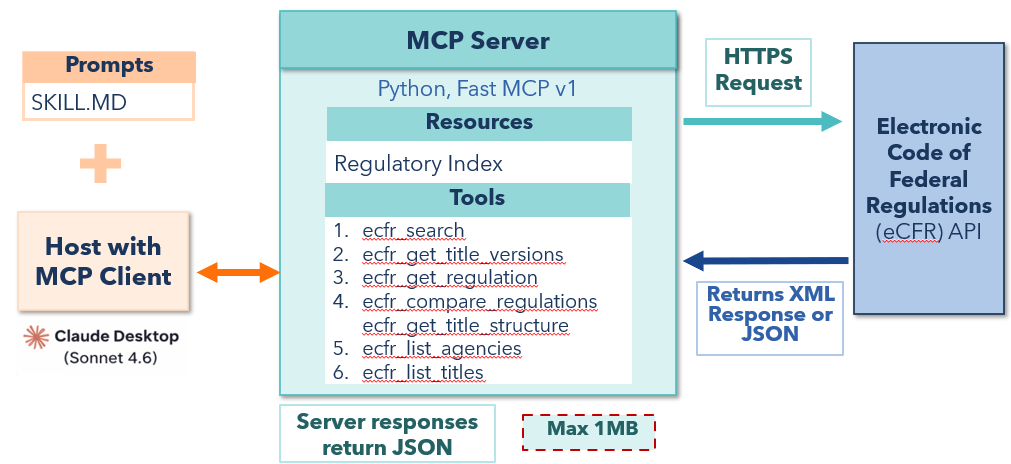 Prompts
SKILL.MD
Host with
MCP Client
Claude Desktop
(Sonnet 4.6)
MCP Server
Python, Fast MCP v1
Resources
Regulatory Index
Tools
1. ecfr_search
2. ecfr_get_title_versions
3. ecfr_get_regulation
4. ecfr_compare_regulations
ecfr_get_title_structure
5. ecfr_list_agencies
6. ecfr_list_titles
Server responses
return JSON
Max 1MB
HTTPS
Request
Returns XML
Response or
JSON
Electronic
Code of
Federal
Regulations
(eCFR) API